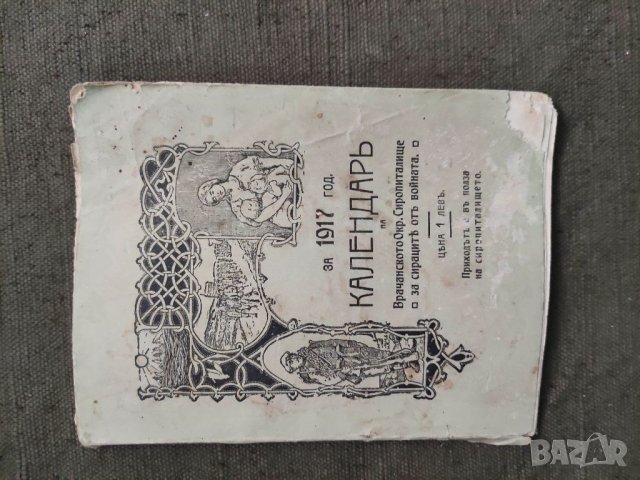 ЗА 1917 ГОД.
КАЛЕНДАРЬ
на
Врачанското Окр. Сиропиталище
за сирацитѣ отъ войната.
ЦѢНА 1 ЛЕВЪ.
Приходътъ е въ полза
на сиропиталището.
BAZAR